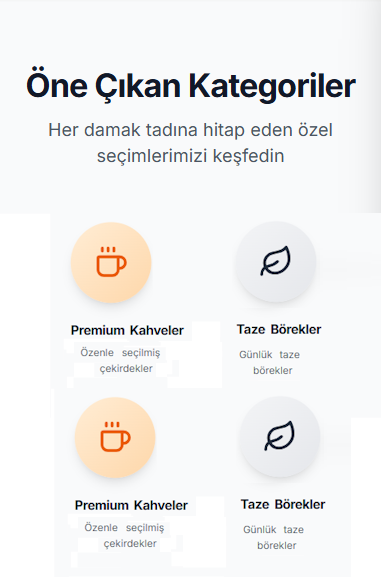 Öne Çıkan Kategoriler
Her damak tadına hitap eden özel
seçimlerimizi keşfedin
Premium Kahveler
Özenle seçilmiş
çekirdekler
Taze Börekler
Günlük taze
börekler
Premium Kahveler
Özenle seçilmiş
çekirdekler
Taze Börekler
Günlük taze
börekler